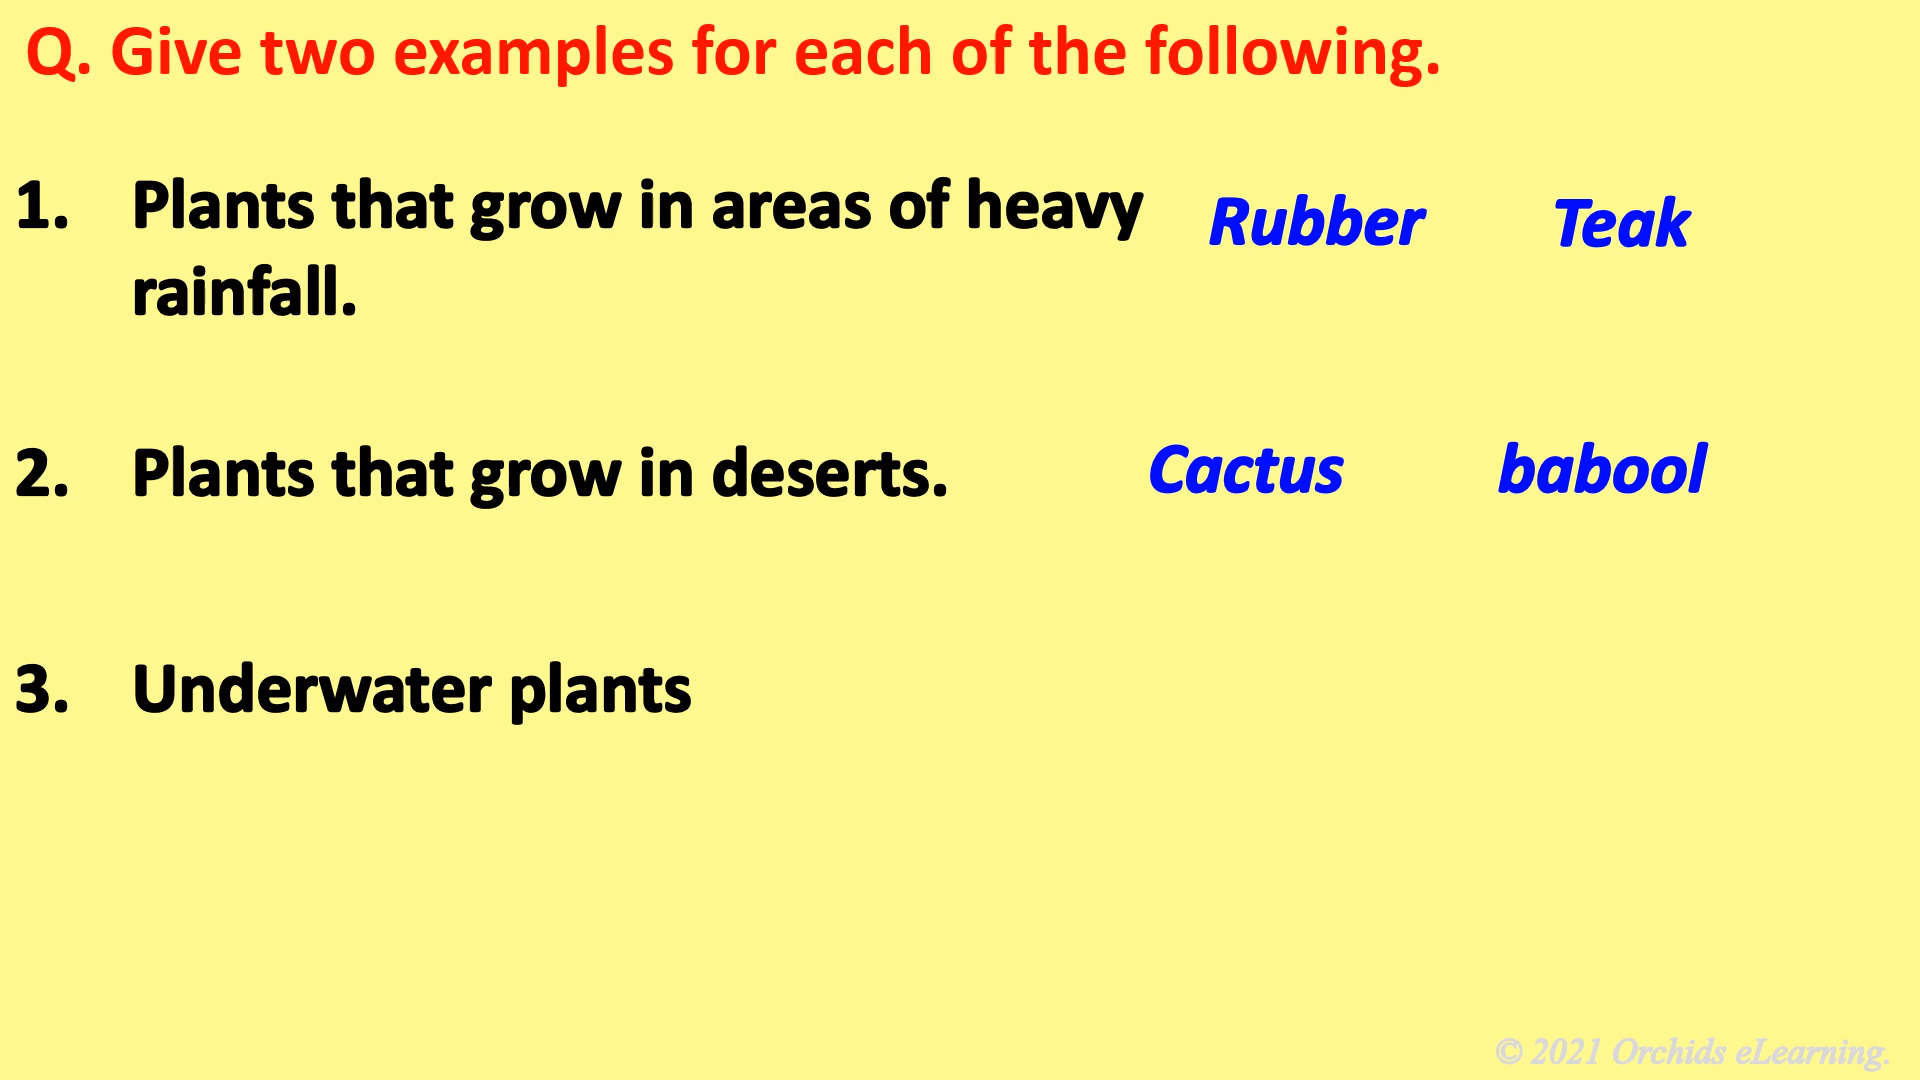 Q. Give two examples for each of the following.
1. Plants that grow in areas of heavy Rubber Teak
rainfall.
2. Plants that grow in deserts. Cactus babool
3. Underwater plants
© 2021 Orchids eLearning.